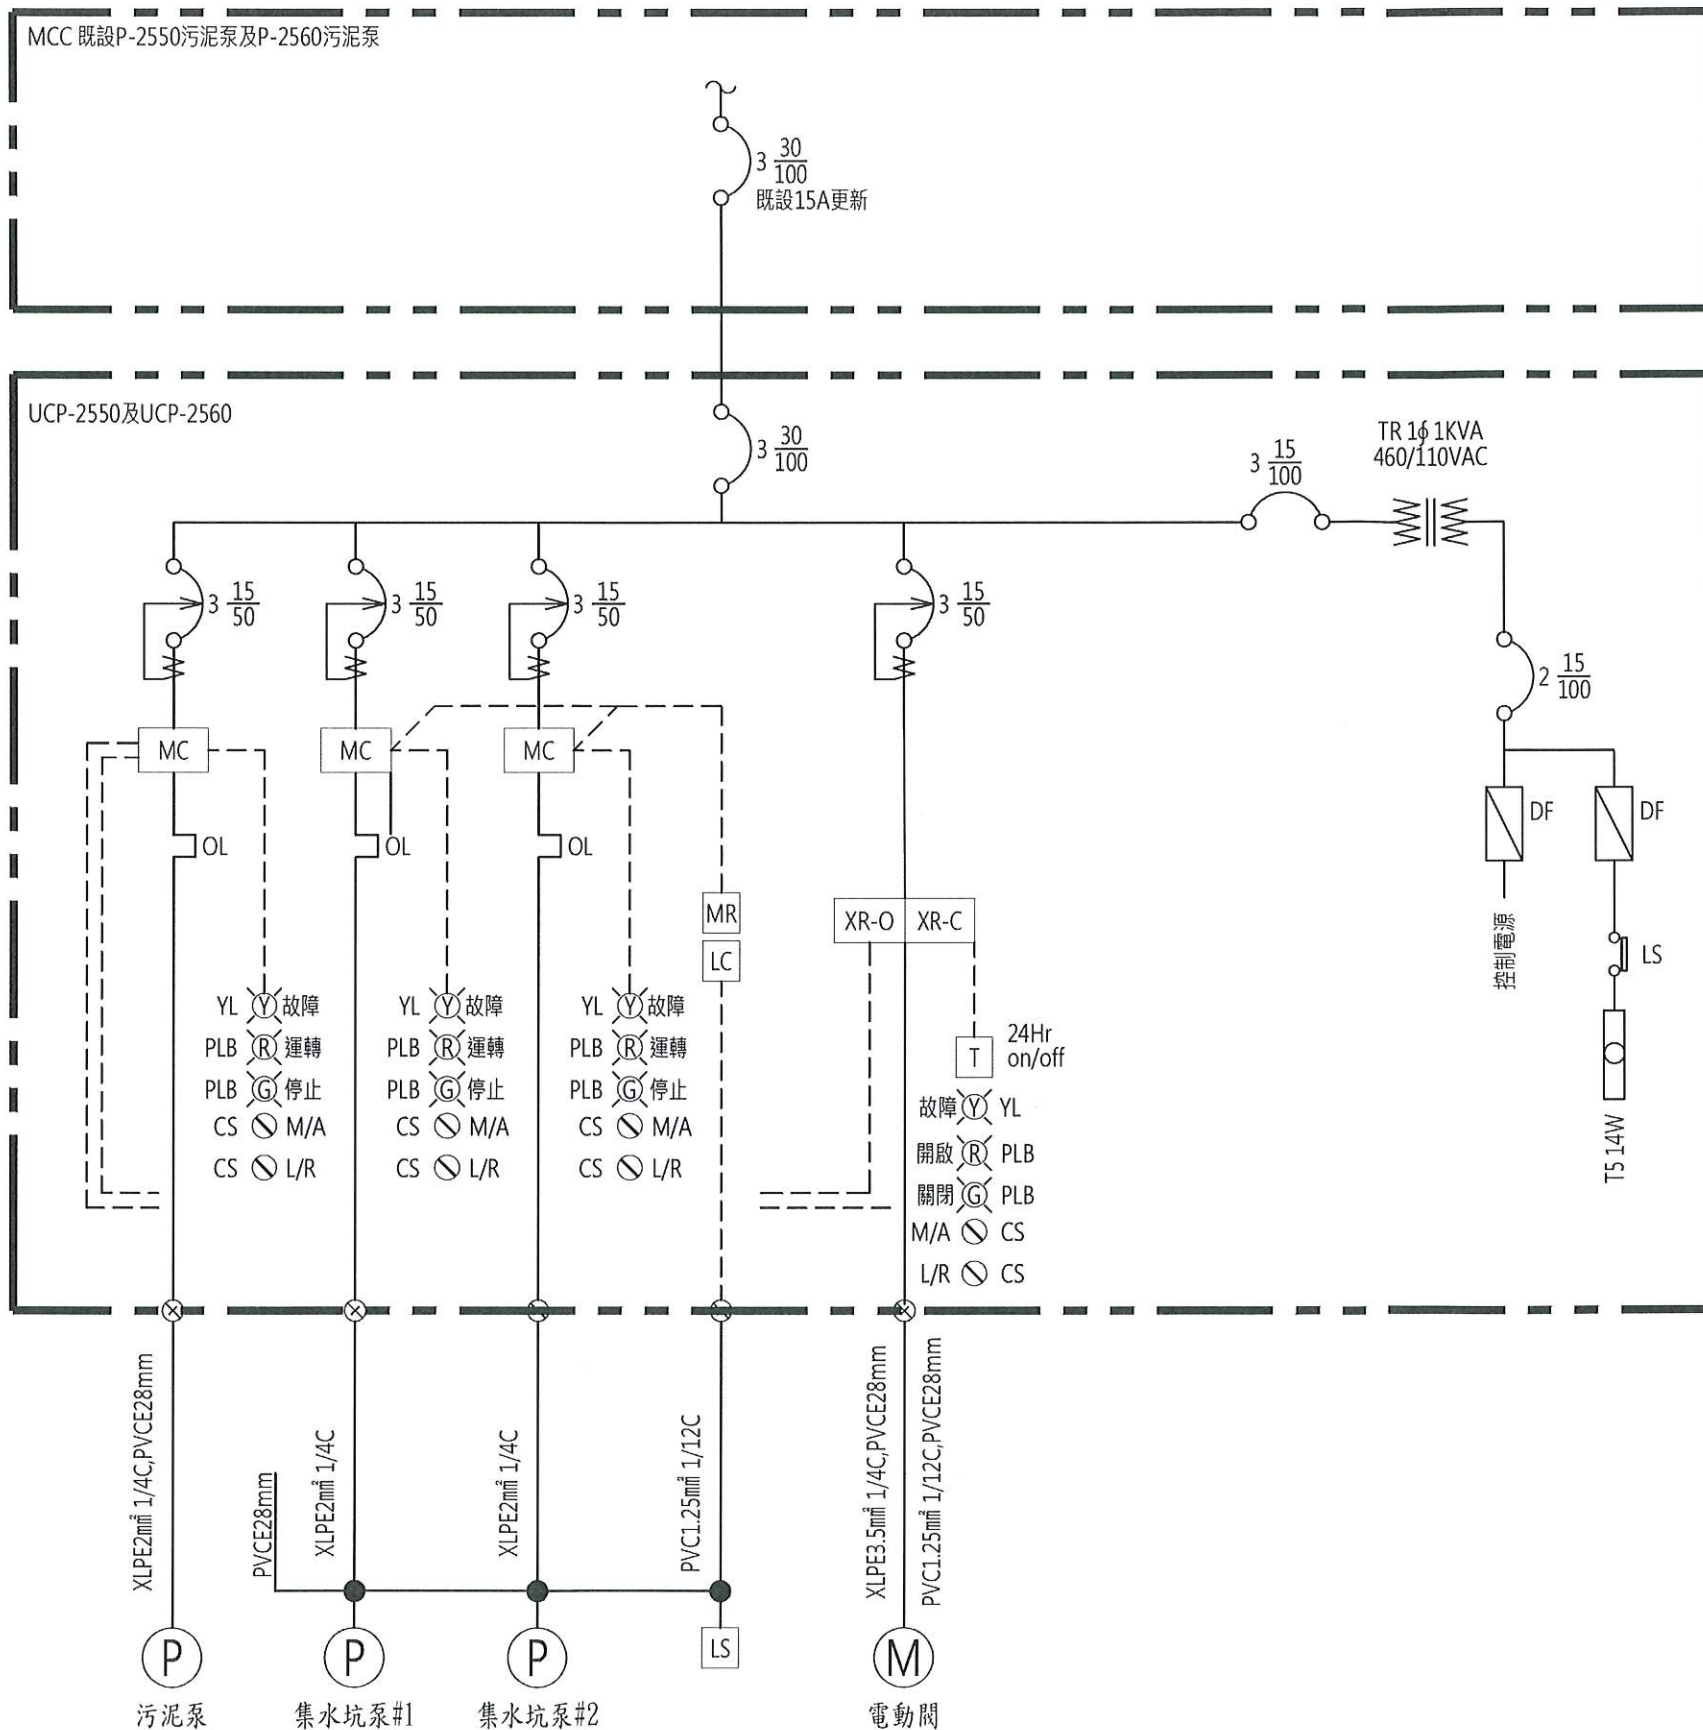 MCC 既設P-2550污泥泵及P-2560污泥泵
3 30/100
既設15A更新
UCP-2550及UCP-2560
3 30/100
3 15/100
TR 1ϕ 1KVA
460/110VAC
3 15/50
3 15/50
3 15/50
3 15/50
2 15/100
MC
MC
MC
OL
OL
OL
DF
DF
MR
LC
XR-O
XR-C
控制電源
LS
T
24Hr
on/off
T5 14W
YL Y 故障
PLB R 運轉
PLB G 停止
CS M/A
CS L/R
YL Y 故障
PLB R 運轉
PLB G 停止
CS M/A
CS L/R
YL Y 故障
PLB R 運轉
PLB G 停止
CS M/A
CS L/R
故障 Y YL
開啟 R PLB
關閉 G PLB
M/A CS
L/R CS
XLPE2mm² 1/4C,PVCE28mm
PVCE28mm
XLPE2mm² 1/4C
XLPE2mm² 1/4C
PVC1.25mm² 1/12C
XLPE3.5mm² 1/4C,PVCE28mm
PVC1.25mm² 1/12C,PVCE28mm
P
P
P
LS
M
污泥泵
集水坑泵#1
集水坑泵#2
電動閥